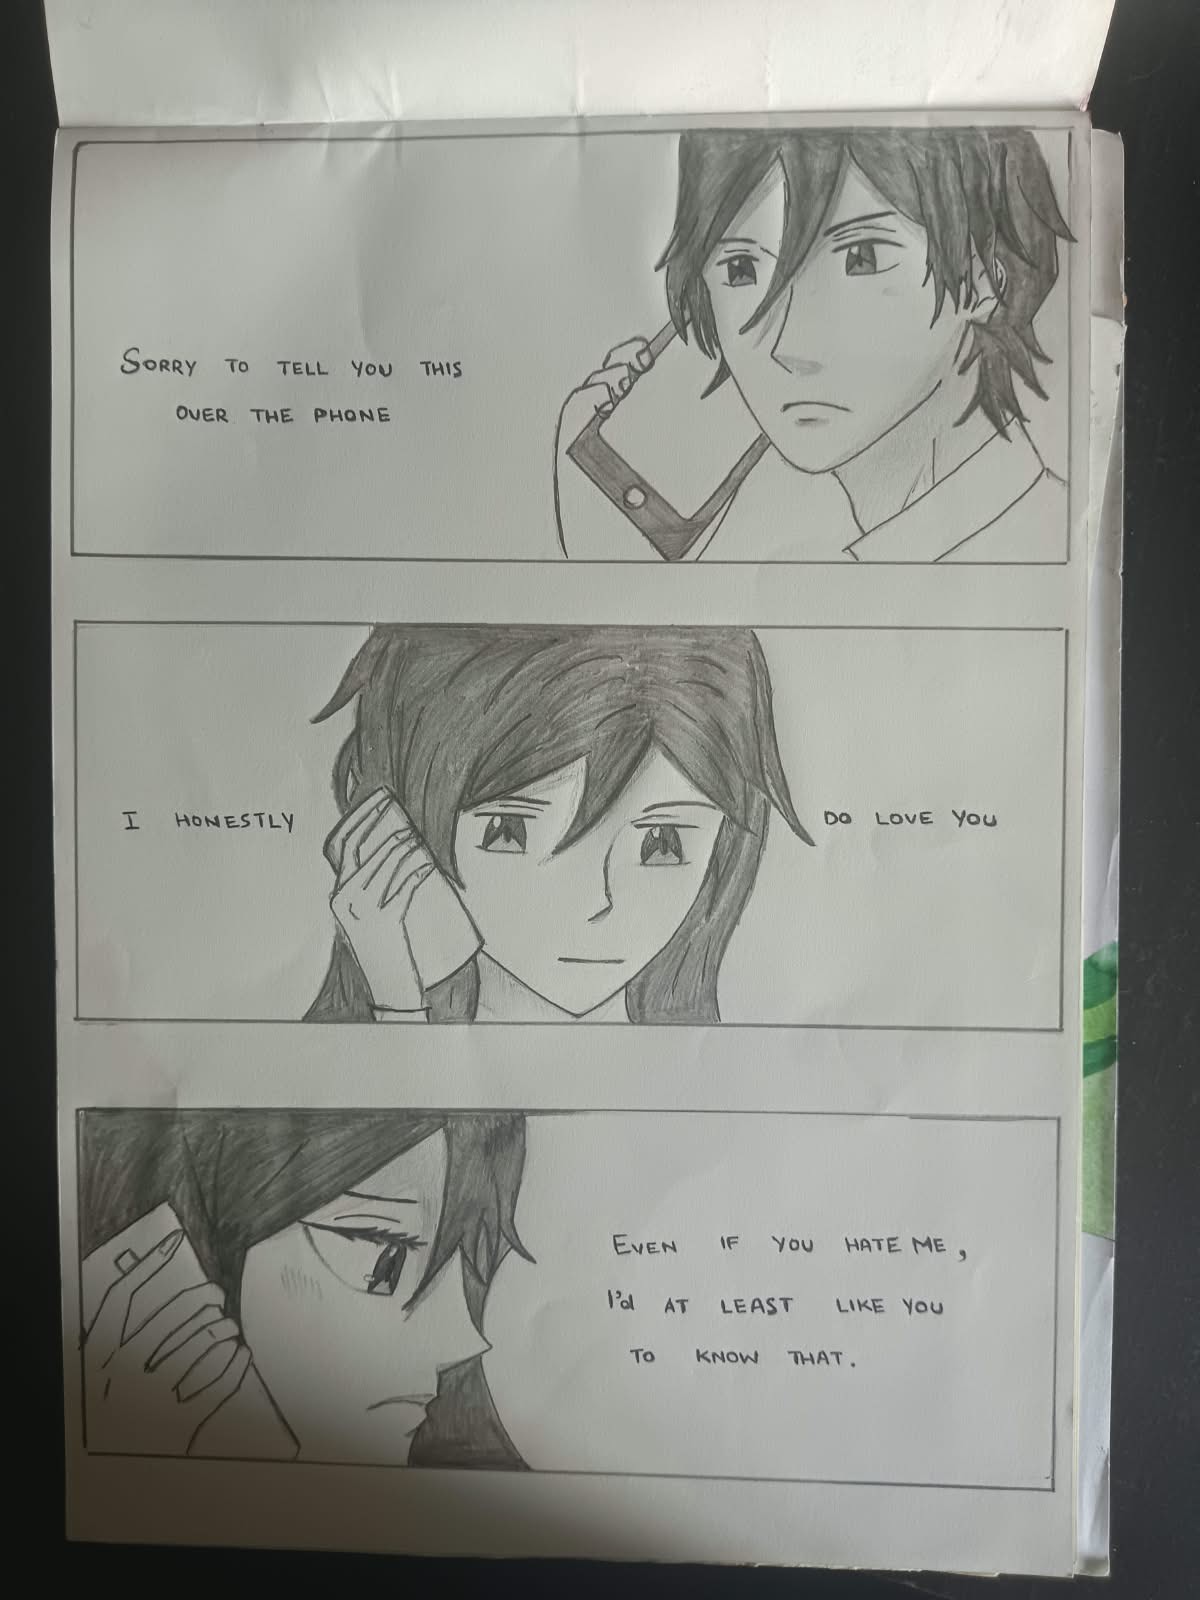 SORRY TO TELL YOU THIS
OVER THE PHONE
I HONESTLY DO LOVE YOU
EVEN IF YOU HATE ME,
I'd AT LEAST LIKE YOU
TO KNOW THAT.